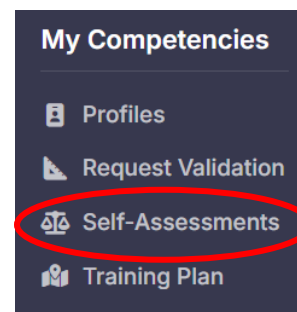 My Competencies
Profiles
Request Validation
Self-Assessments
Training Plan